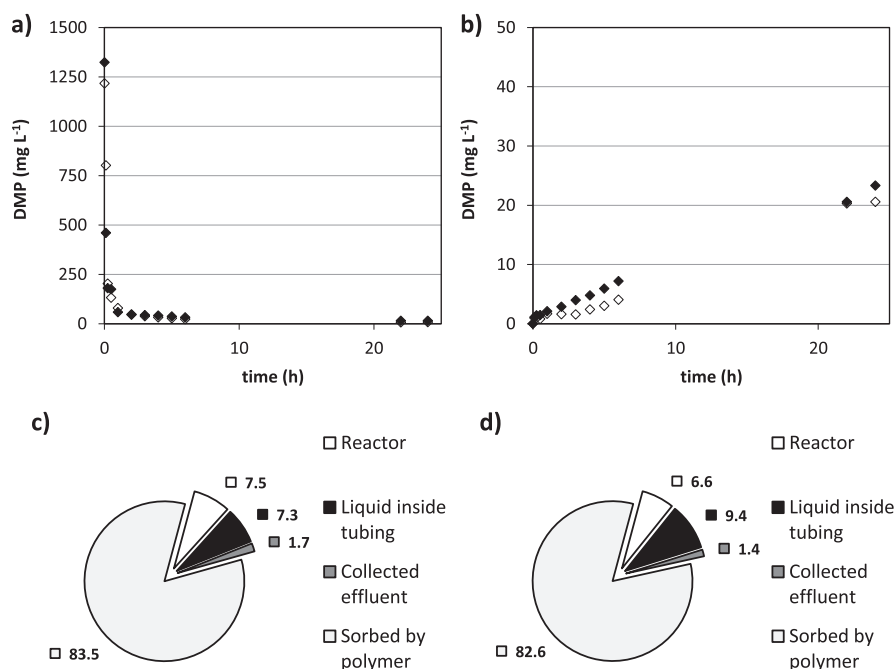 a)
1500
1250
1000
750
500
250
0
DMP (mg L-1)
0
10
20
time (h)
b)
50
40
30
20
10
0
DMP (mg L-1)
0
10
20
time (h)
c)
7.5
7.3
1.7
83.5
Reactor
Liquid inside
tubing
Collected
effluent
Sorbed by
polymer
d)
6.6
9.4
1.4
82.6
Reactor
Liquid inside
tubing
Collected
effluent
Sorbed by
polymer